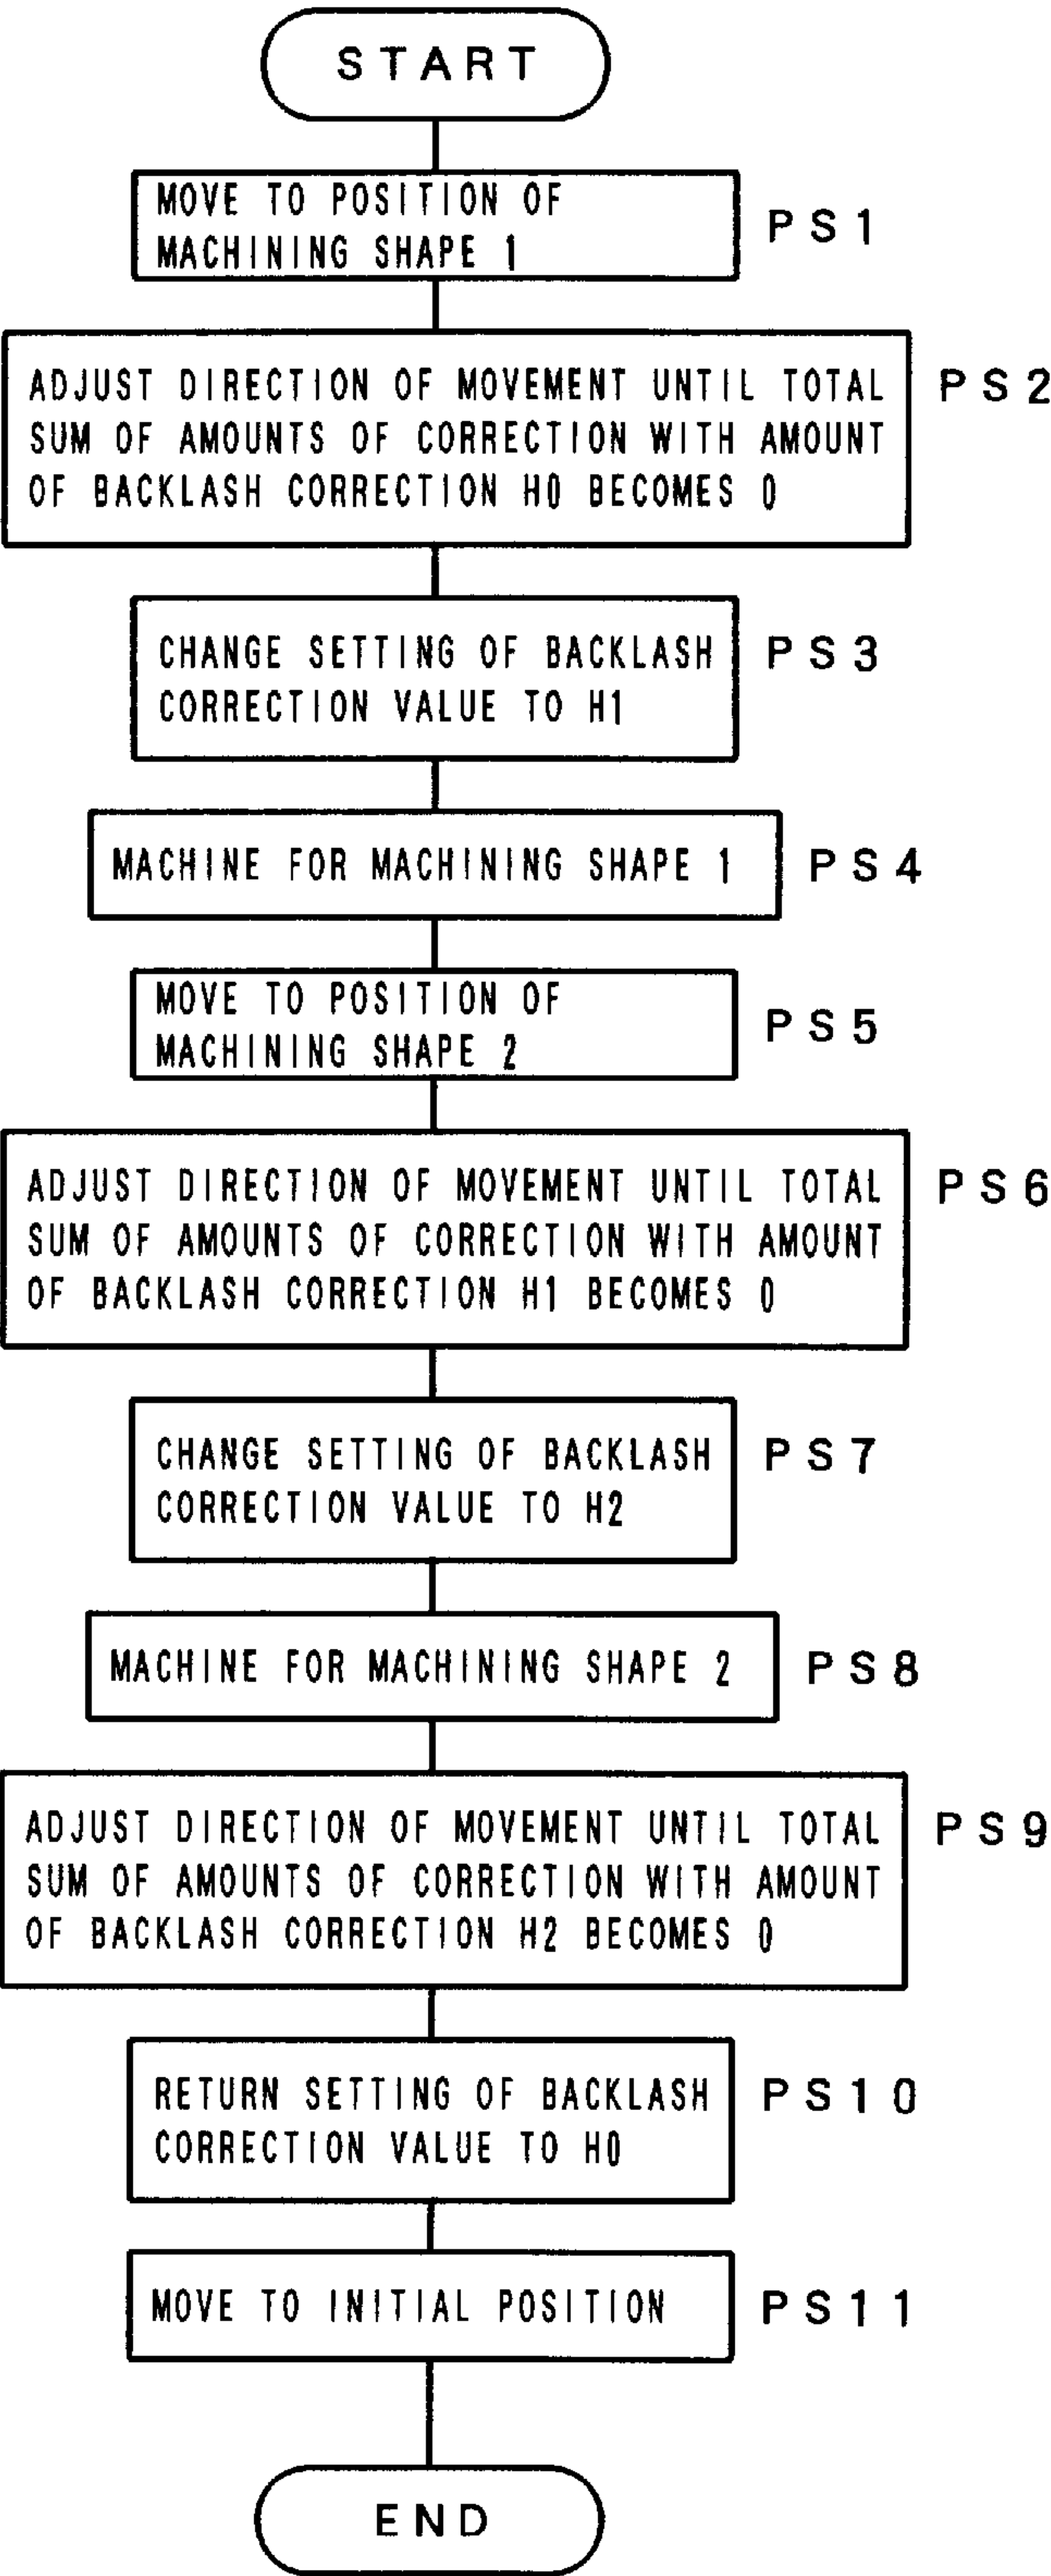 START
MOVE TO POSITION OF
MACHINING SHAPE 1
PS1
ADJUST DIRECTION OF MOVEMENT UNTIL TOTAL
SUM OF AMOUNTS OF CORRECTION WITH AMOUNT
OF BACKLASH CORRECTION H0 BECOMES 0
PS2
CHANGE SETTING OF BACKLASH
CORRECTION VALUE TO H1
PS3
MACHINE FOR MACHINING SHAPE 1
PS4
MOVE TO POSITION OF
MACHINING SHAPE 2
PS5
ADJUST DIRECTION OF MOVEMENT UNTIL TOTAL
SUM OF AMOUNTS OF CORRECTION WITH AMOUNT
OF BACKLASH CORRECTION H1 BECOMES 0
PS6
CHANGE SETTING OF BACKLASH
CORRECTION VALUE TO H2
PS7
MACHINE FOR MACHINING SHAPE 2
PS8
ADJUST DIRECTION OF MOVEMENT UNTIL TOTAL
SUM OF AMOUNTS OF CORRECTION WITH AMOUNT
OF BACKLASH CORRECTION H2 BECOMES 0
PS9
RETURN SETTING OF BACKLASH
CORRECTION VALUE TO H0
PS10
MOVE TO INITIAL POSITION
PS11
END